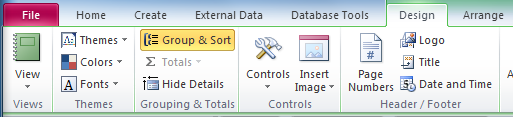 File Home Create External Data Database Tools Design Arrange
View
Views
Themes
Colors
Fonts
Themes
Group & Sort
Totals
Hide Details
Grouping & Totals
Controls
Insert
Image
Controls
Page
Numbers
Logo
Title
Date and Time
Header / Footer